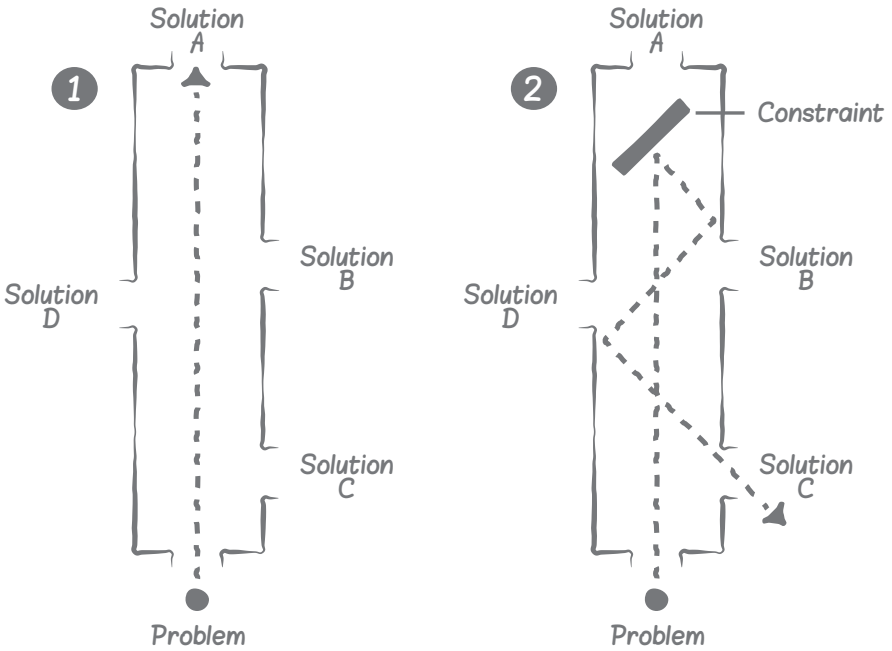 1
Solution
A
Solution
B
Solution
D
Solution
C
Problem
2
Solution
A
Constraint
Solution
B
Solution
D
Solution
C
Problem